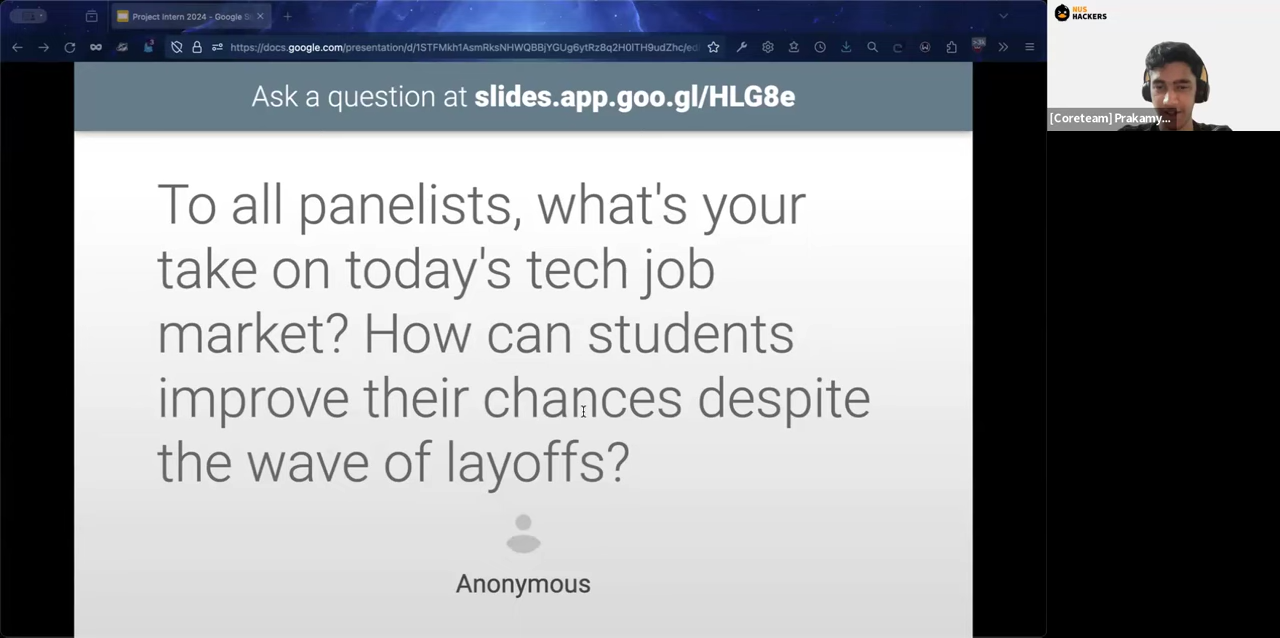 Project Intern 2024 - Google S
https://docs.google.com/presentation/d/1STFMkh1AsmRksNHWQBBjYGUg6ytRz8q2H0lTH9udZhc/ed
NUS
HACKERS
[Coreteam] Prakamy...
Ask a question at slides.app.goo.gl/HLG8e
To all panelists, what's your
take on today's tech job
market? How can students
improve their chances despite
the wave of layoffs?
Anonymous